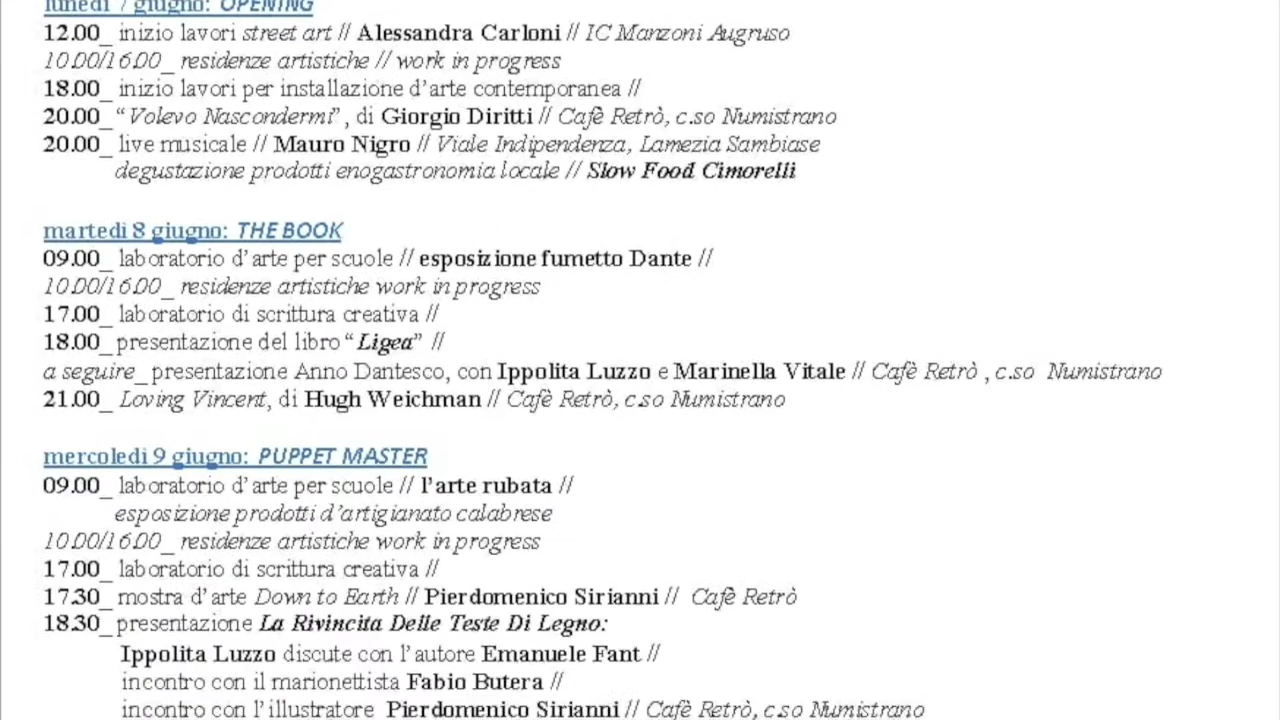 lunedì 7 giugno: OPENING
12.00_ inizio lavori street art // Alessandra Carloni // IC Manzoni Augruso
10.00/16.00_ residenze artistiche // work in progress
18.00_ inizio lavori per installazione d'arte contemporanea //
20.00_ “Volevo Nascondermi”, di Giorgio Diritti // Cafè Retrò, c.so Numistrano
20.00_ live musicale // Mauro Nigro // Viale Indipendenza, Lamezia Sambiase
degustazione prodotti enogastronomia locale // Slow Food Cimorelli
martedì 8 giugno: THE BOOK
09.00_ laboratorio d'arte per scuole // esposizione fumetto Dante //
10.00/16.00_ residenze artistiche work in progress
17.00_ laboratorio di scrittura creativa //
18.00_ presentazione del libro “Ligea” //
a seguire_ presentazione Anno Dantesco, con Ippolita Luzzo e Marinella Vitale // Cafè Retrò , c.so Numistrano
21.00_ Loving Vincent, di Hugh Weichman // Cafè Retrò, c.so Numistrano
mercoledì 9 giugno: PUPPET MASTER
09.00_ laboratorio d'arte per scuole // l'arte rubata //
esposizione prodotti d'artigianato calabrese
10.00/16.00_ residenze artistiche work in progress
17.00_ laboratorio di scrittura creativa //
17.30_ mostra d'arte Down to Earth // Pierdomenico Sirianni // Cafè Retrò
18.30_ presentazione La Rivincita Delle Teste Di Legno:
Ippolita Luzzo discute con l'autore Emanuele Fant //
incontro con il marionettista Fabio Butera //
incontro con l'illustratore Pierdomenico Sirianni // Cafè Retrò, c.so Numistrano